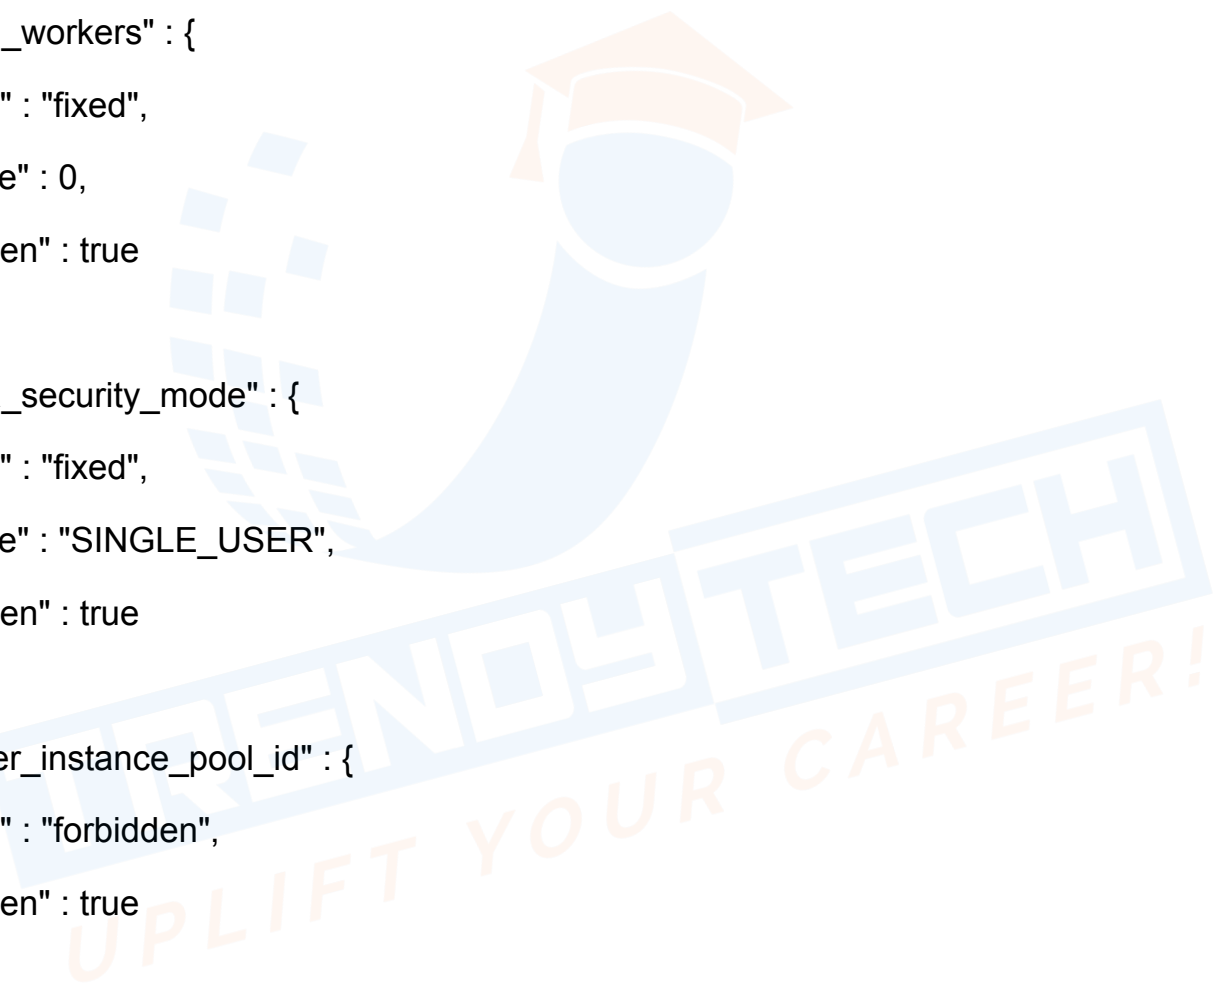 _workers" : {
" : "fixed",
e" : 0,
en" : true
_security_mode" : {
" : "fixed",
e" : "SINGLE_USER",
en" : true
er_instance_pool_id" : {
" : "forbidden",
en" : true
TRENDYTECH
UPLIFT YOUR CAREER!